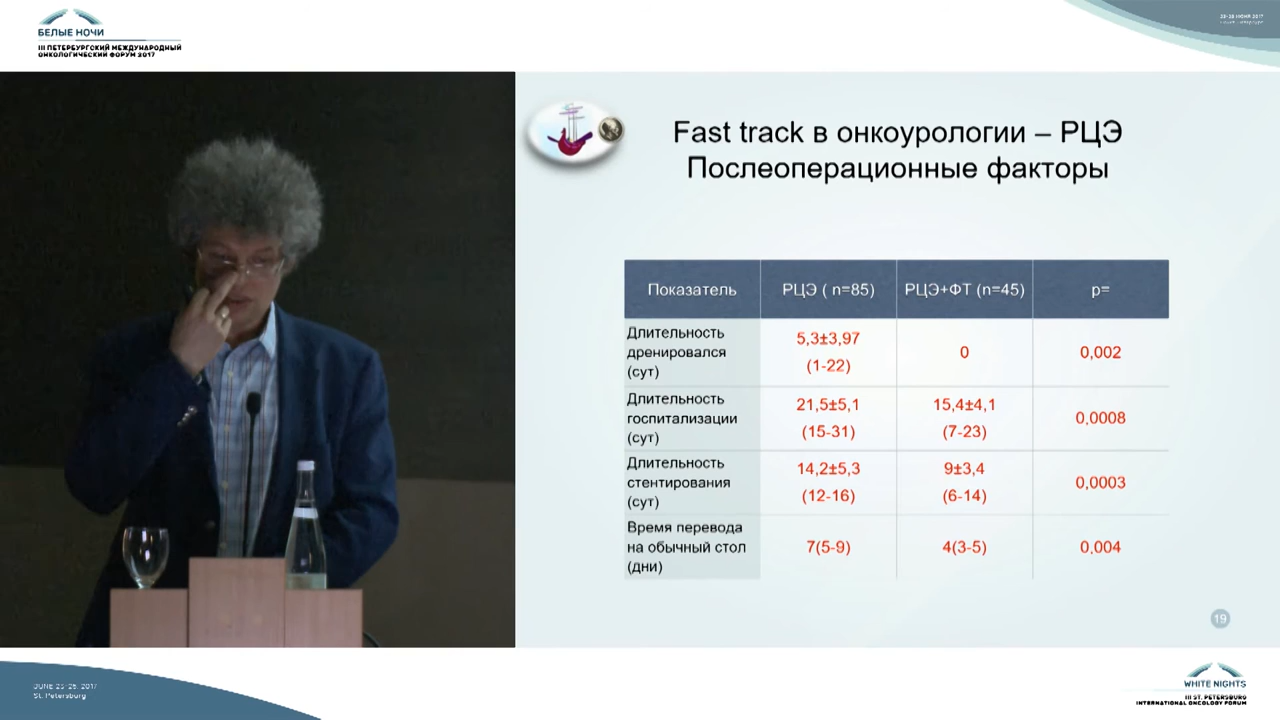 БЕЛЫЕ НОЧИ
III ПЕТЕРБУРГСКИЙ МЕЖДУНАРОДНЫЙ
ОНКОЛОГИЧЕСКИЙ ФОРУМ 2017
Fast track в онкоурологии – РЦЭ
Послеоперационные факторы
Показатель
РЦЭ ( n=85)
РЦЭ+ФТ (n=45)
p=
Длительность
дренировался
(сут)
5,3±3,97
(1-22)
0
0,002
Длительность
госпитализации
(сут)
21,5±5,1
(15-31)
15,4±4,1
(7-23)
0,0008
Длительность
стентирования
(сут)
14,2±5,3
(12-16)
9±3,4
(6-14)
0,0003
Время перевода
на обычный стол
(дни)
7(5-9)
4(3-5)
0,004
19
St. Petersburg
WHITE NIGHTS
III ST. PETERSBURG
INTERNATIONAL ONCOLOGY FORUM